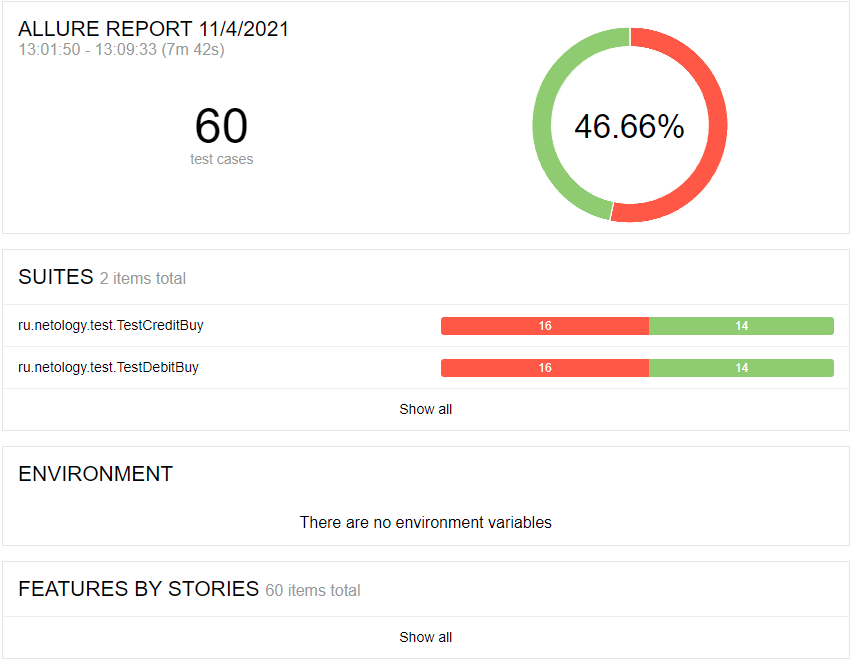 ALLURE REPORT 11/4/2021
13:01:50 - 13:09:33 (7m 42s)
60
test cases
46.66%
SUITES 2 items total
ru.netology.test.TestCreditBuy 16 14
ru.netology.test.TestDebitBuy 16 14
Show all
ENVIRONMENT
There are no environment variables
FEATURES BY STORIES 60 items total
Show all